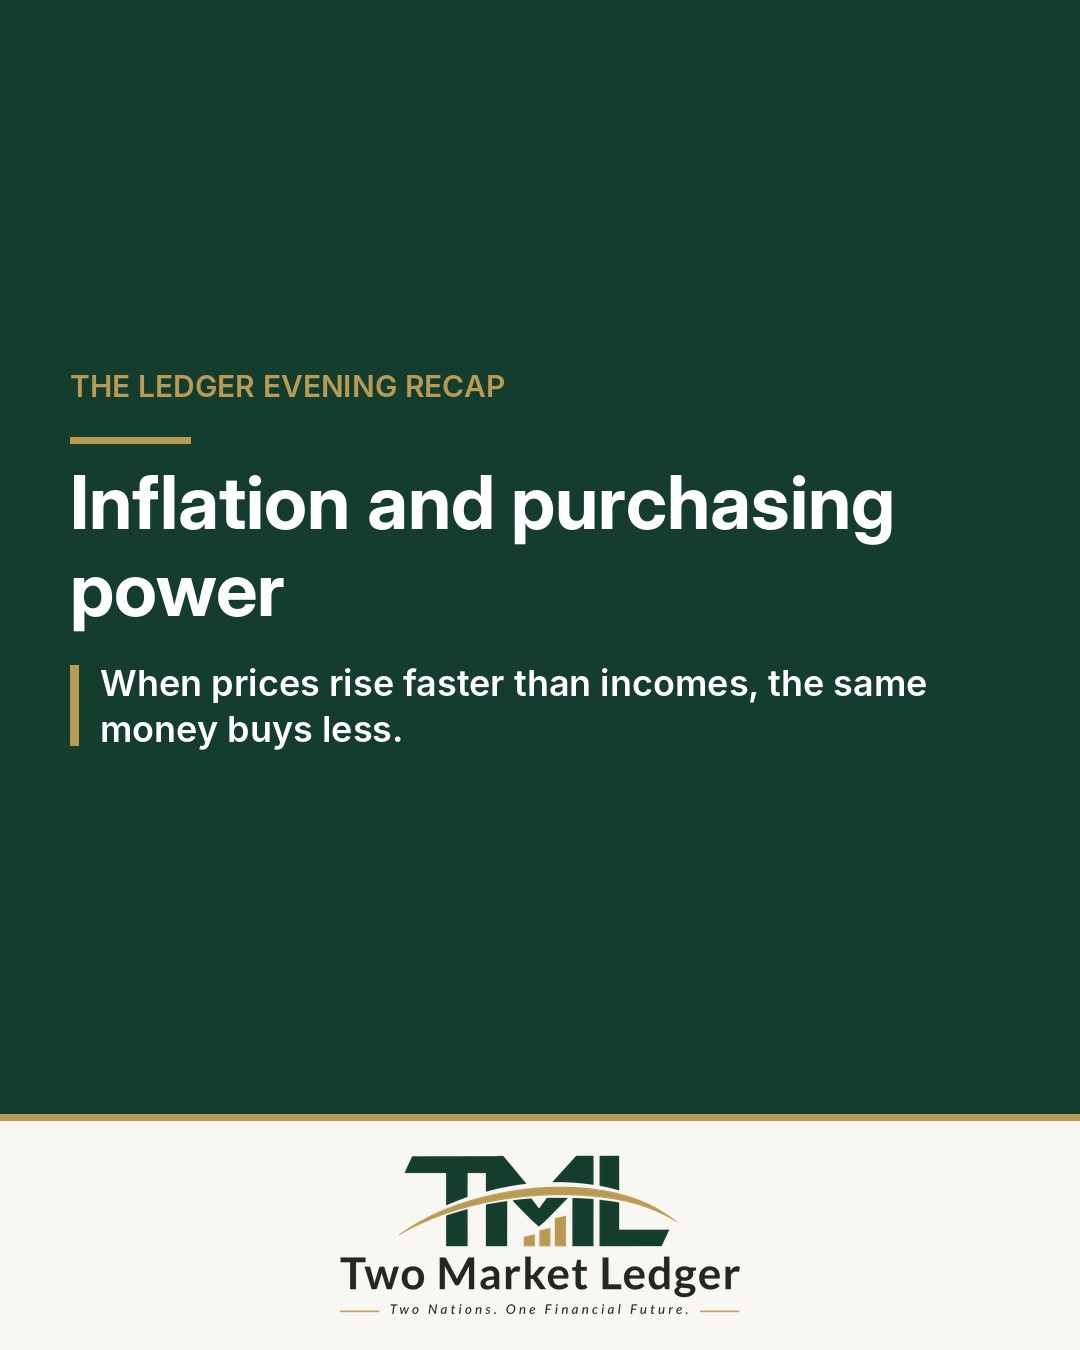 THE LEDGER EVENING RECAP
Inflation and purchasing
power
When prices rise faster than incomes, the same
money buys less.
TML
Two Market Ledger
Two Nations. One Financial Future.